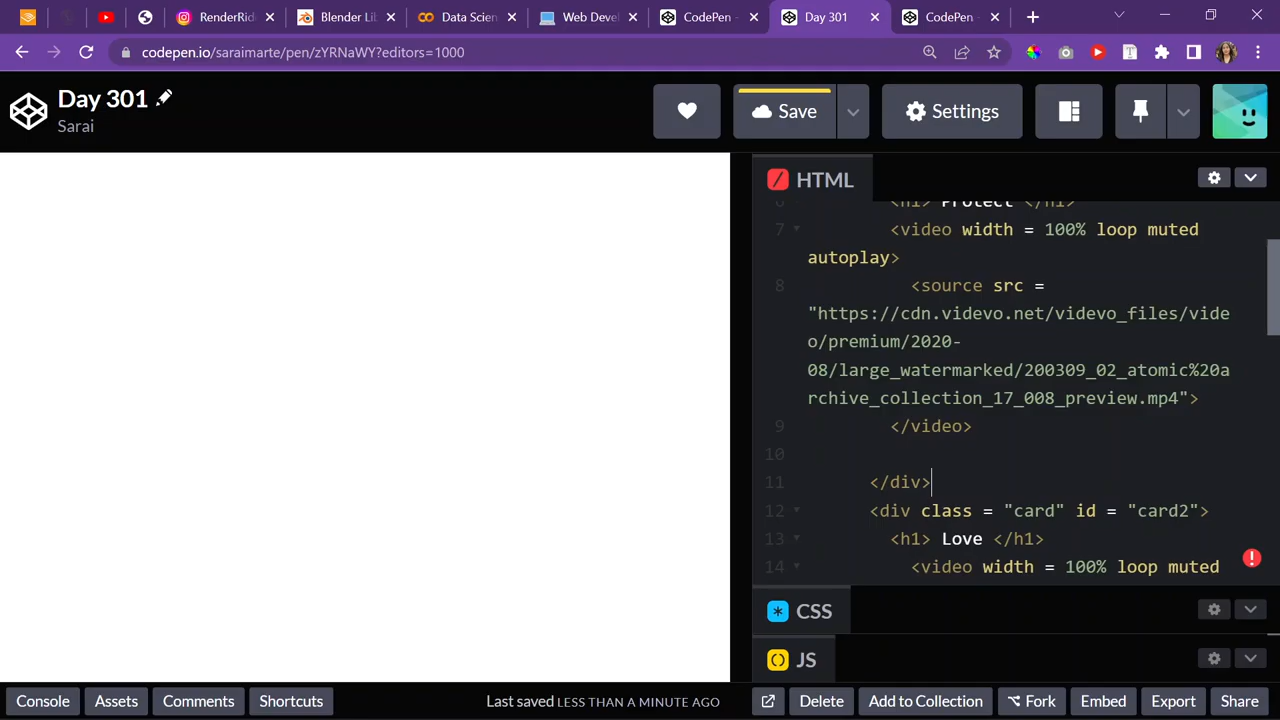 RenderRid
Blender Lib
Data Scien
Web Devel
CodePen -
Day 301
CodePen -
codepen.io/saraimarte/pen/zYRNaWY?editors=1000
Day 301
Sarai
Save
Settings
HTML
6 <h1> Protect </h1>
7 <video width = 100% loop muted
autoplay>
8 <source src =
"https://cdn.videvo.net/videvo_files/vide
o/premium/2020-
08/large_watermarked/200309_02_atomic%20a
rchive_collection_17_008_preview.mp4">
9 </video>
10
11 </div>
12 <div class = "card" id = "card2">
13 <h1> Love </h1>
14 <video width = 100% loop muted
CSS
JS
Console
Assets
Comments
Shortcuts
Last saved LESS THAN A MINUTE AGO
Delete
Add to Collection
Fork
Embed
Export
Share